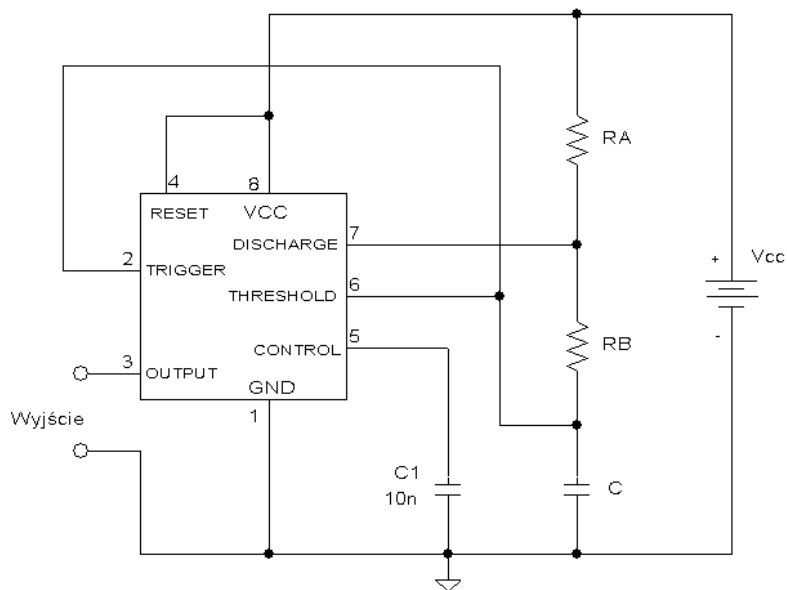 RA
4
8
RESET
VCC
7
DISCHARGE
2
TRIGGER
6
THRESHOLD
+
Vcc
5
CONTROL
RB
-
3
OUTPUT
GND
1
Wyjście
C1
10n
C